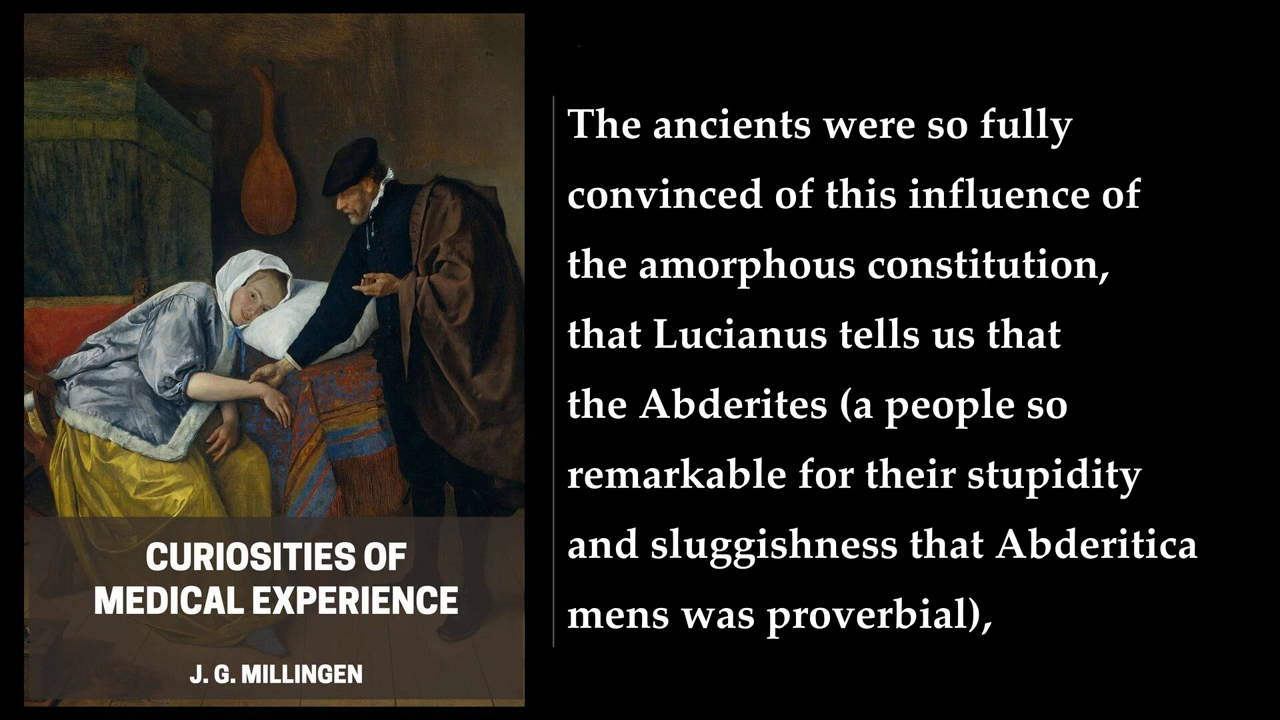 CURIOSITIES OF
MEDICAL EXPERIENCE
J. G. MILLINGEN
The ancients were so fully
convinced of this influence of
the amorphous constitution,
that Lucianus tells us that
the Abderites (a people so
remarkable for their stupidity
and sluggishness that Abderitica
mens was proverbial),